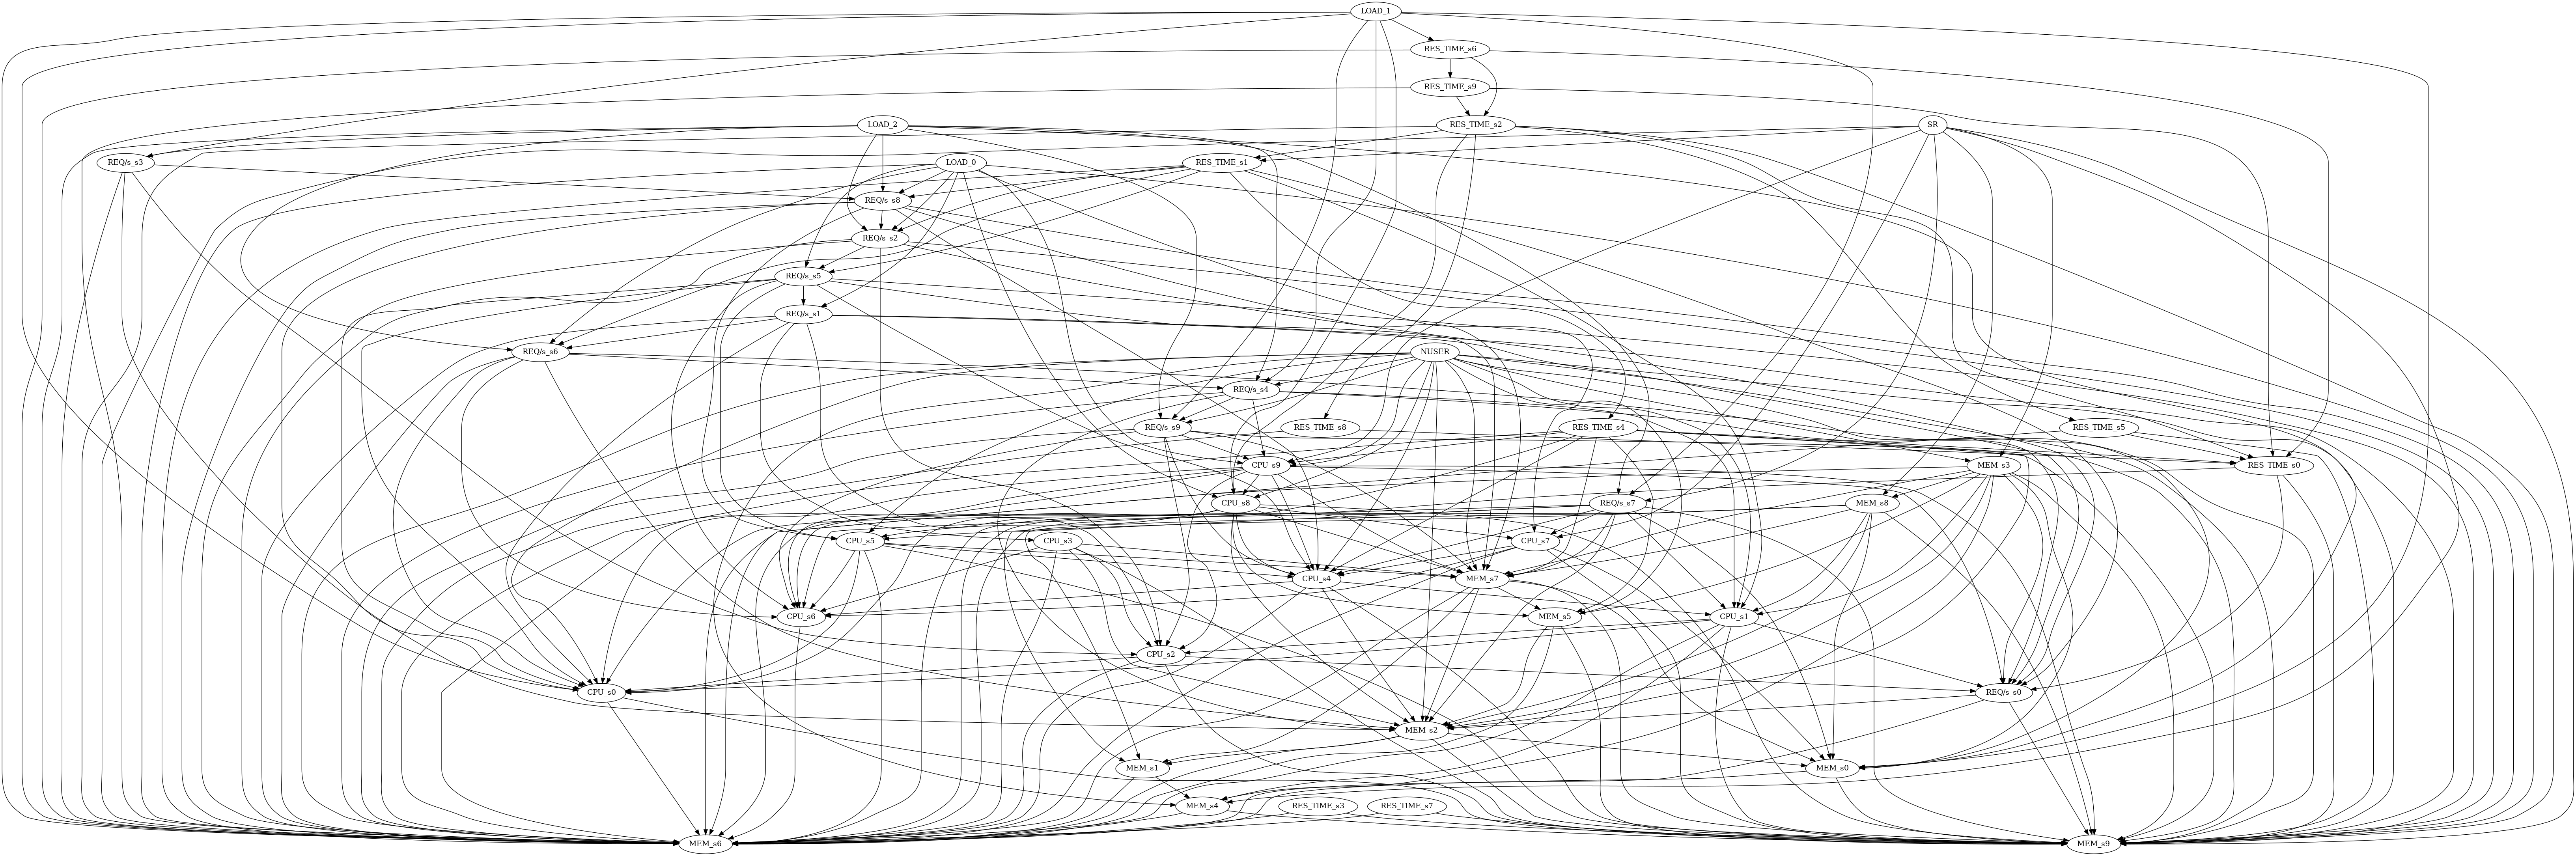 LOAD_1
RES_TIME_s6
RES_TIME_s9
LOAD_2
RES_TIME_s2
SR
REQ/s_s3
LOAD_0
RES_TIME_s1
REQ/s_s8
REQ/s_s2
REQ/s_s5
REQ/s_s1
REQ/s_s6
NUSER
REQ/s_s4
REQ/s_s9
RES_TIME_s8
RES_TIME_s4
RES_TIME_s5
CPU_s9
MEM_s3
RES_TIME_s0
CPU_s8
REQ/s_s7
MEM_s8
CPU_s5
CPU_s3
CPU_s7
CPU_s4
MEM_s7
CPU_s6
MEM_s5
CPU_s1
CPU_s2
CPU_s0
REQ/s_s0
MEM_s2
MEM_s1
MEM_s0
MEM_s4
RES_TIME_s3
RES_TIME_s7
MEM_s6
MEM_s9